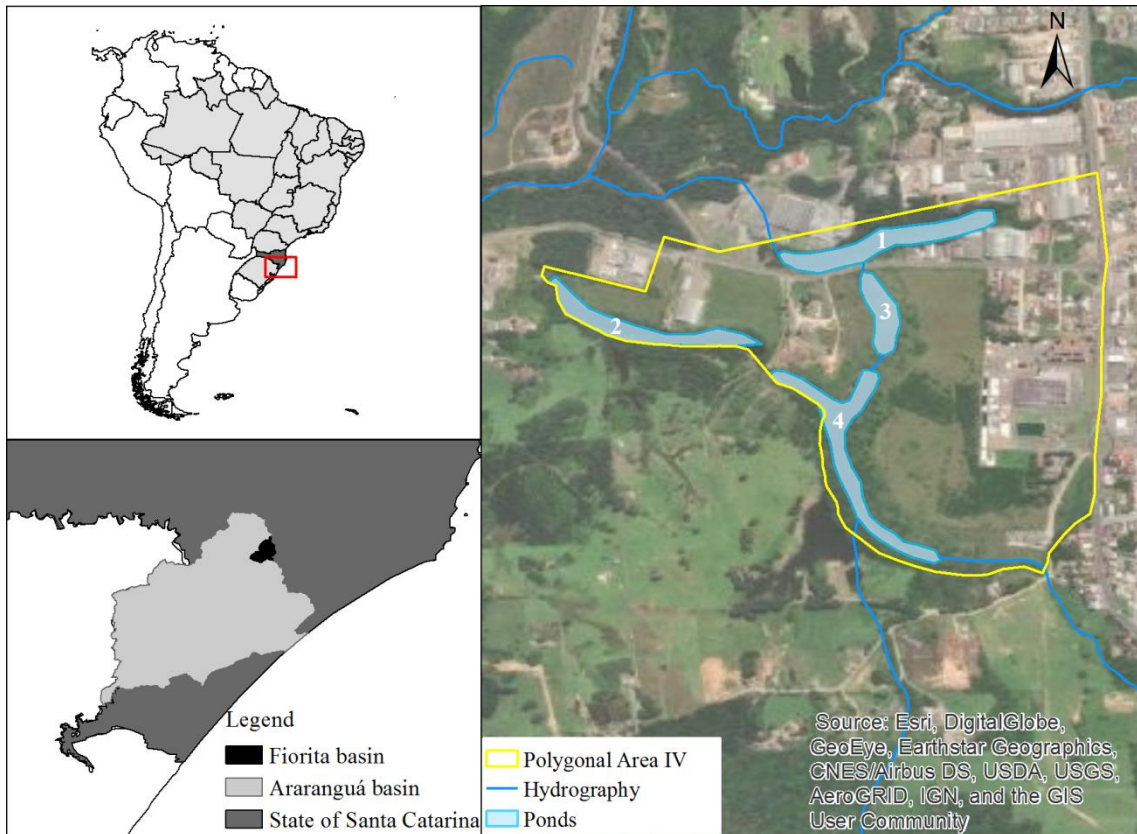 Legend
Fiorita basin
Araranguá basin
State of Santa Catarina
N
1
2
3
4
Polygonal Area IV
Hydrography
Ponds
Source: Esri, DigitalGlobe,
GeoEye, Earthstar Geographics,
CNES/Airbus DS, USDA, USGS,
AeroGRID, IGN, and the GIS
User Community